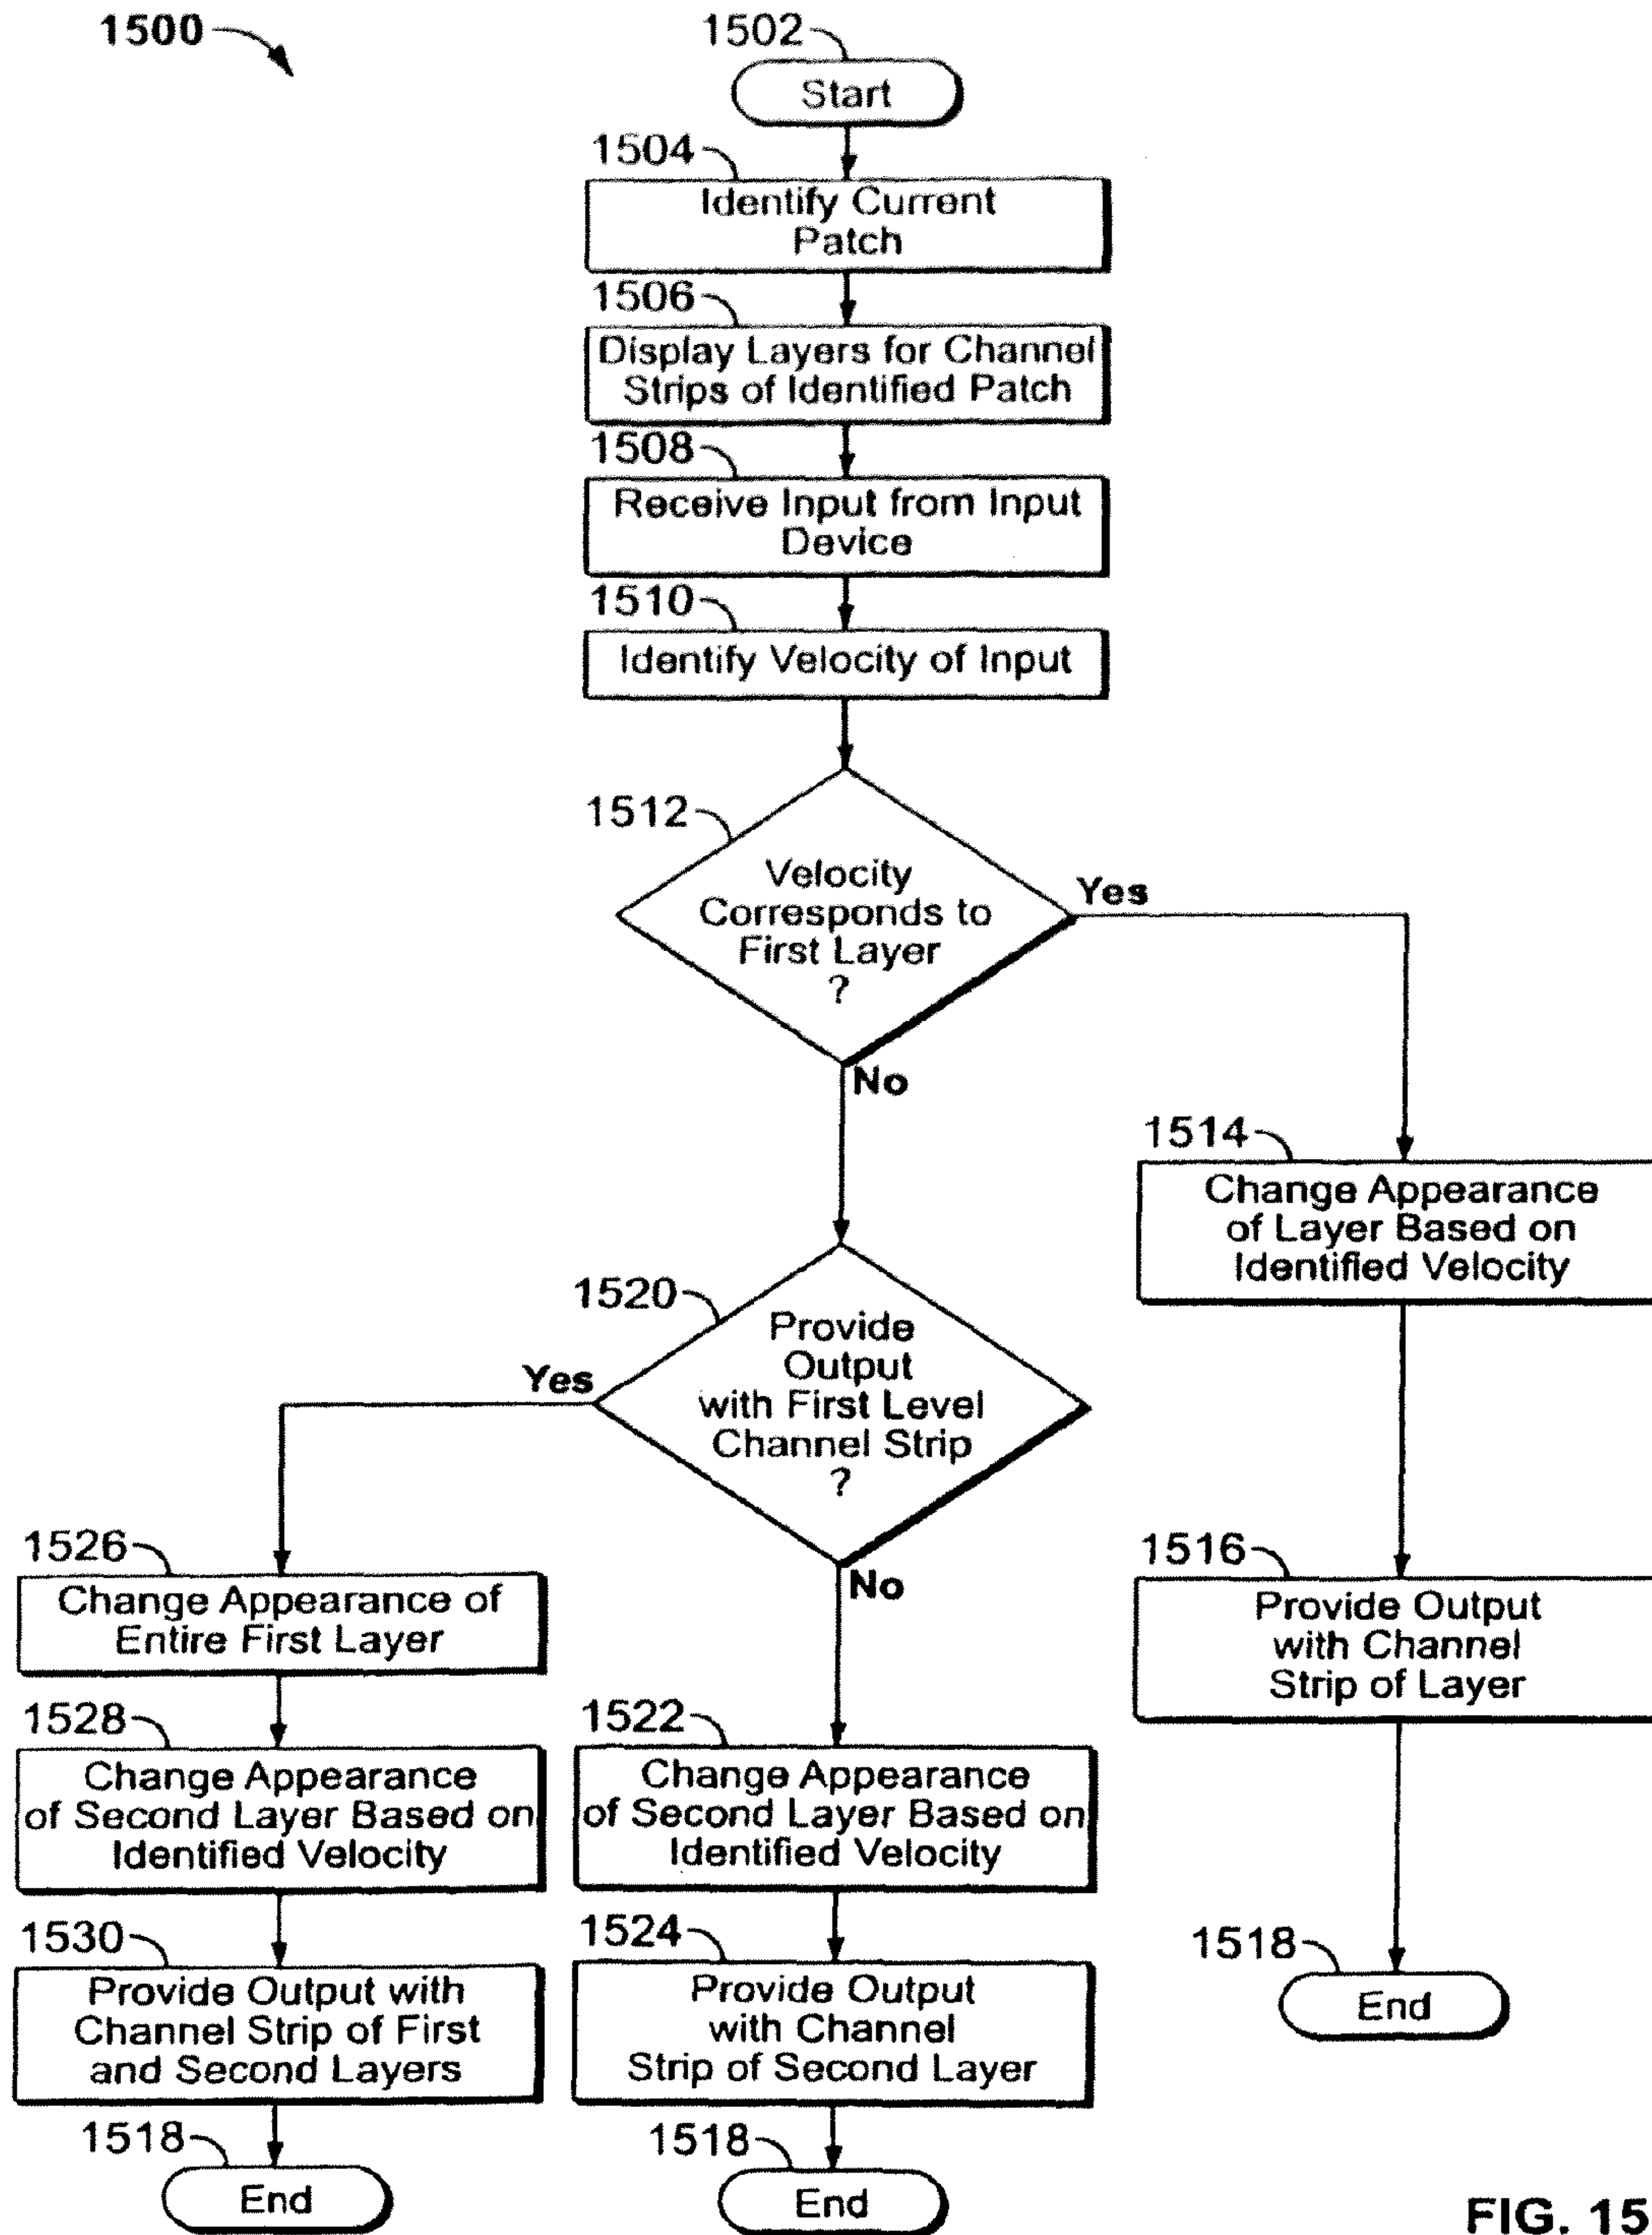 1500
1502
Start
1504
Identify Current
Patch
1506
Display Layers for Channel
Strips of Identified Patch
1508
Receive Input from Input
Device
1510
Identify Velocity of Input
1512
Velocity
Corresponds to
First Layer
?
Yes
No
1514
Change Appearance
of Layer Based on
Identified Velocity
1516
Provide Output
with Channel
Strip of Layer
1518
End
1520
Provide
Output
with First Level
Channel Strip
?
Yes
No
1526
Change Appearance of
Entire First Layer
1528
Change Appearance
of Second Layer Based on
Identified Velocity
1530
Provide Output with
Channel Strip of First
and Second Layers
1518
End
1522
Change Appearance
of Second Layer Based on
Identified Velocity
1524
Provide Output
with Channel
Strip of Second Layer
1518
End
FIG. 15